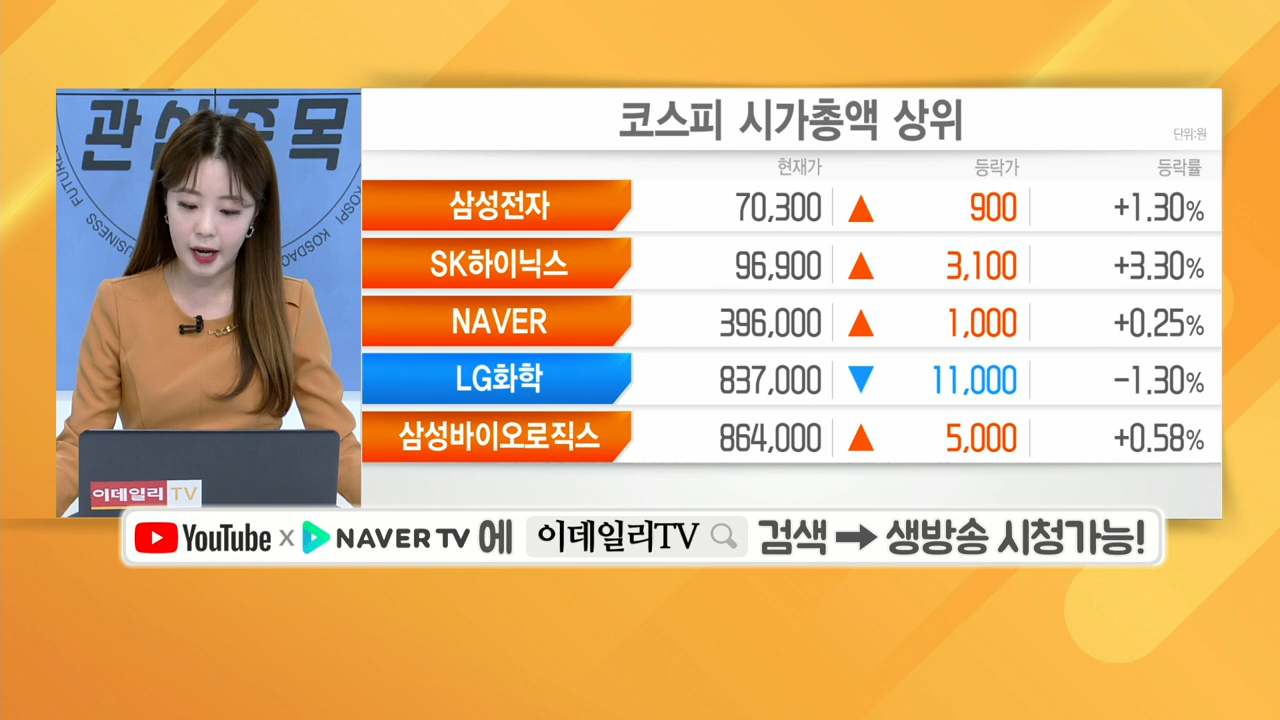 관심종목
BUSINESS FUTURES
KOSPI KOSDAQ
코스피 시가총액 상위
단위:원
현재가 등락가 등락률
삼성전자 70,300 ▲ 900 +1.30%
SK하이닉스 96,900 ▲ 3,100 +3.30%
NAVER 396,000 ▲ 1,000 +0.25%
LG화학 837,000 ▼ 11,000 -1.30%
삼성바이오로직스 864,000 ▲ 5,000 +0.58%
이데일리 TV
YouTube x NAVER TV 에 이데일리TV 검색 ➡ 생방송 시청가능!